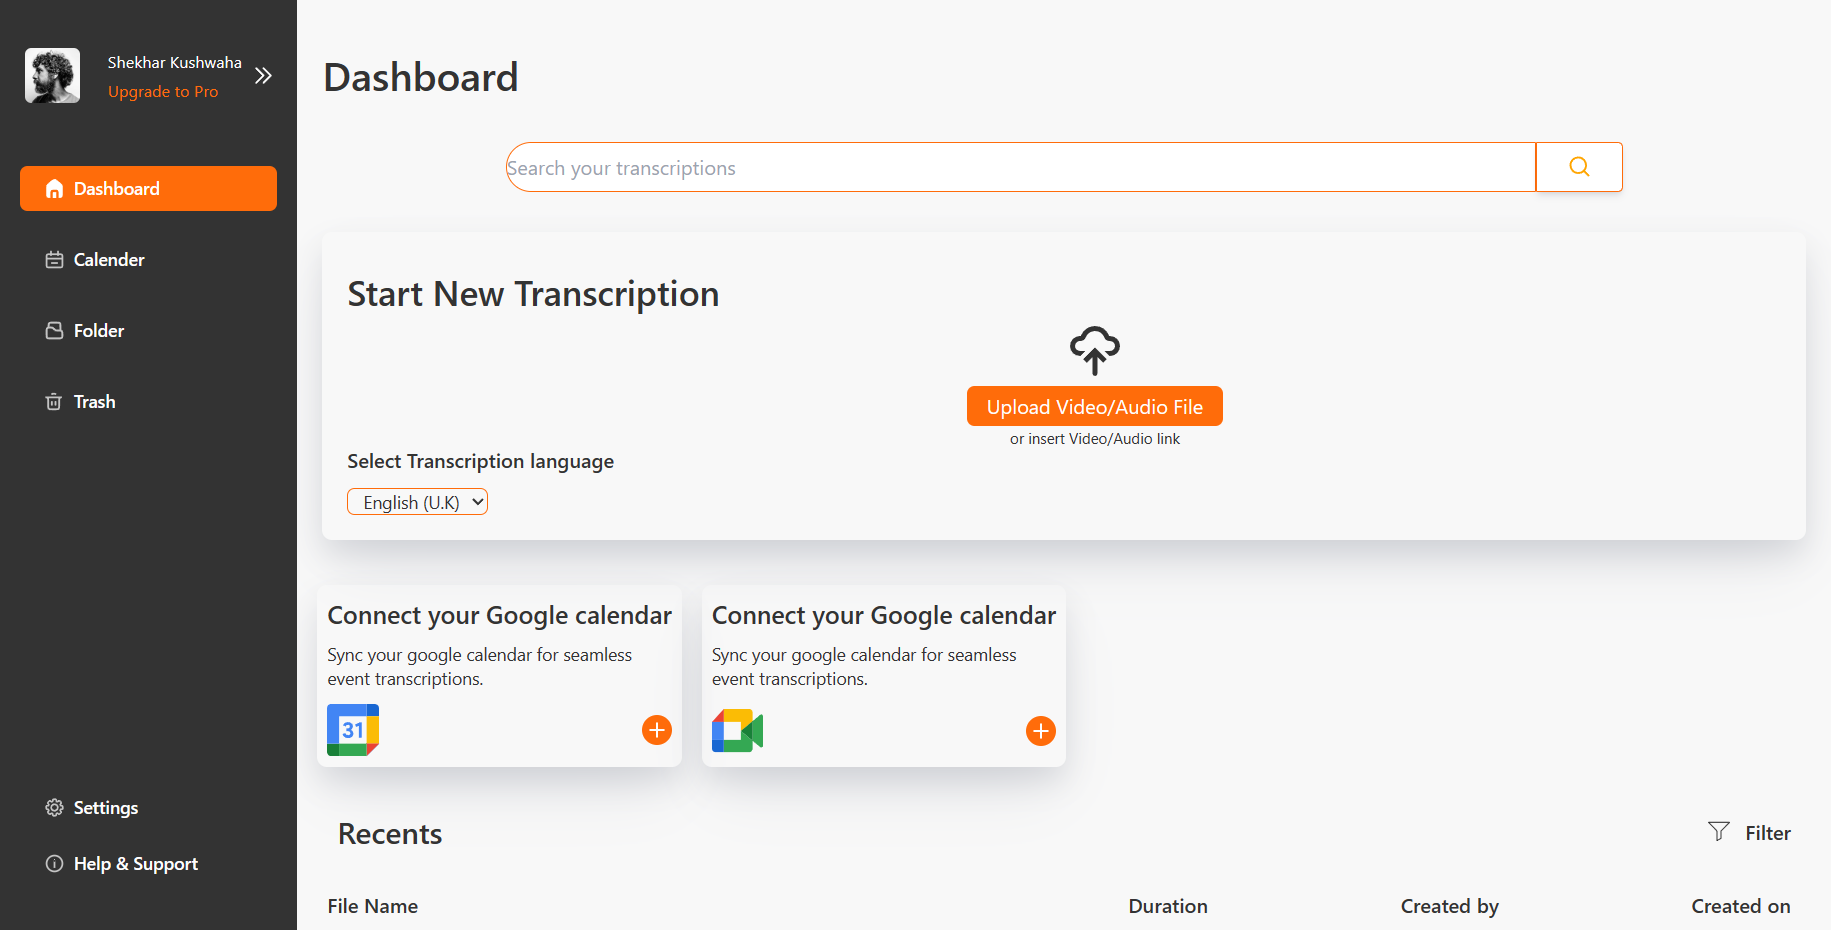 Shekhar Kushwaha
Upgrade to Pro
Dashboard
Calender
Folder
Trash
Settings
Help & Support
Dashboard
Search your transcriptions
Start New Transcription
Upload Video/Audio File
or insert Video/Audio link
Select Transcription language
English (U.K)
Connect your Google calendar
Sync your google calendar for seamless
event transcriptions.
31
Connect your Google calendar
Sync your google calendar for seamless
event transcriptions.
Recents
Filter
File Name Duration Created by Created on